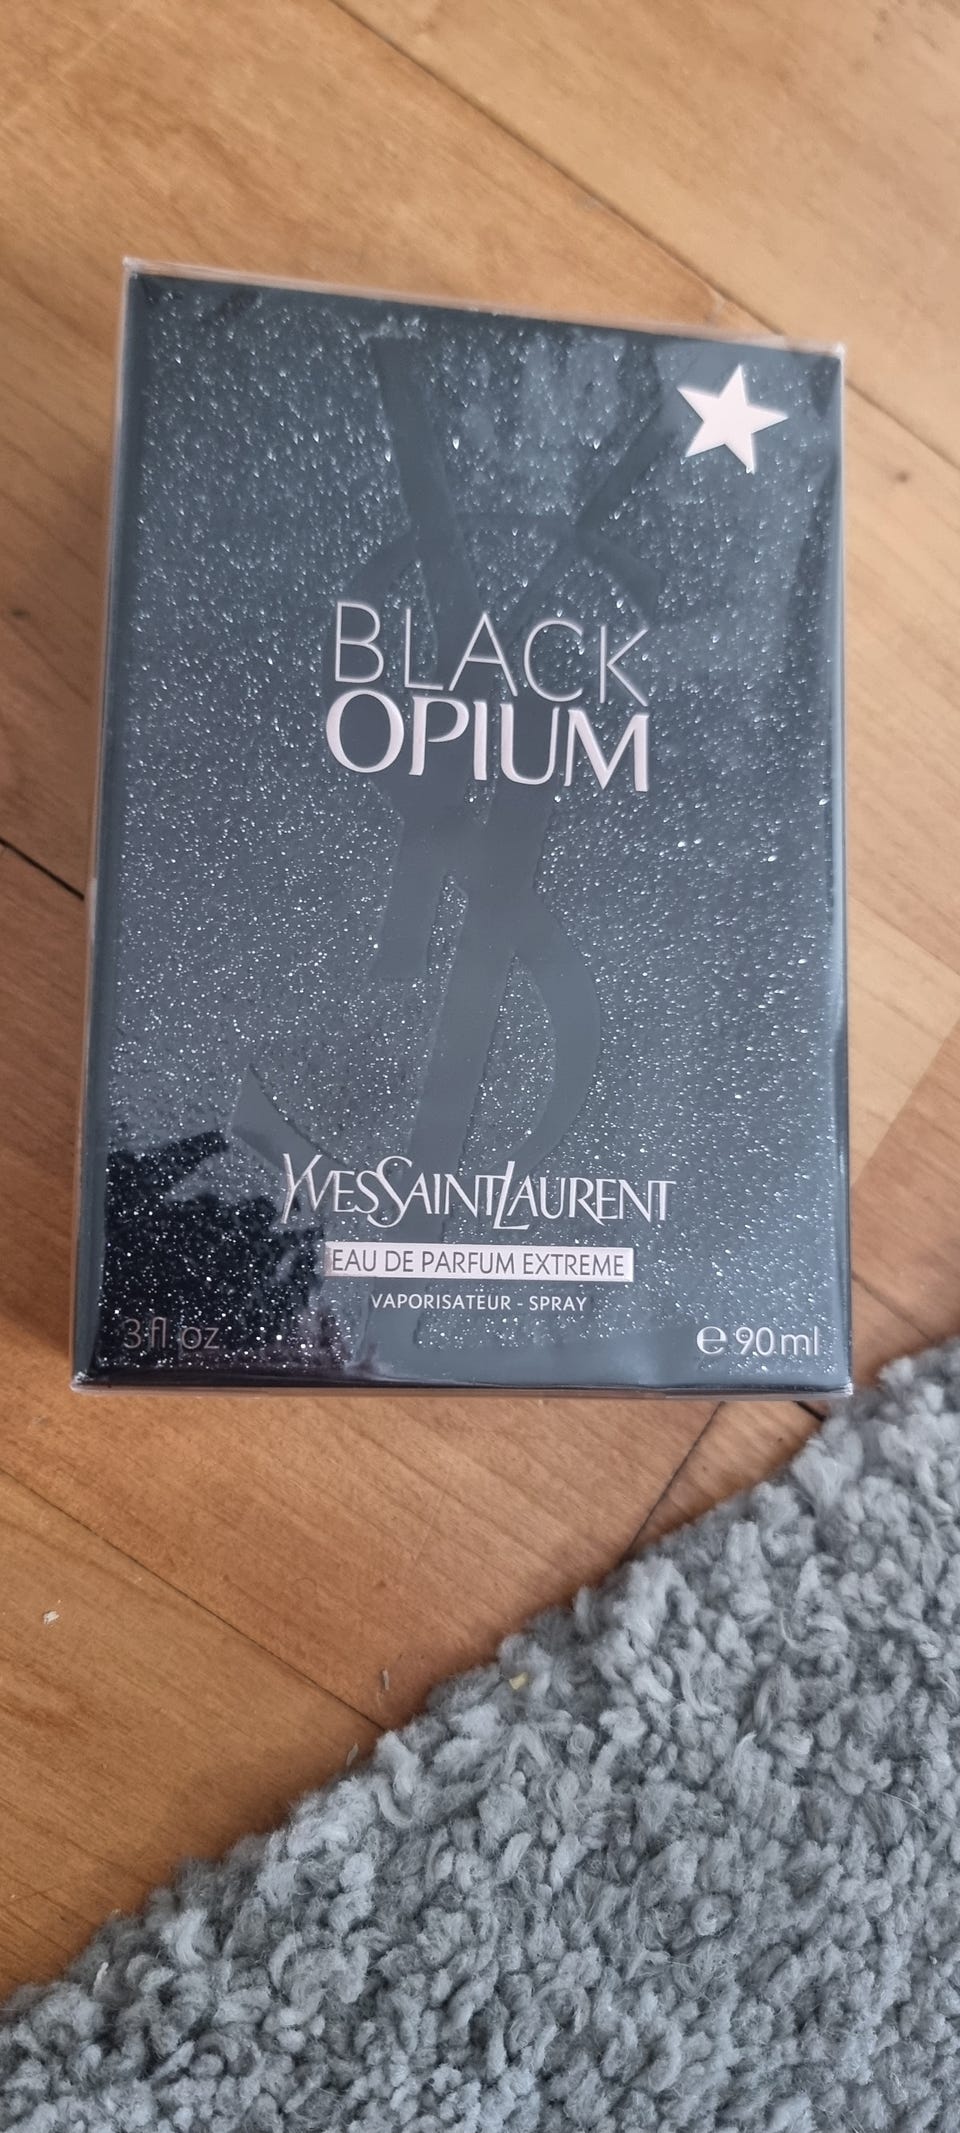 BLACK
OPIUM
YVESSAINTLAURENT
EAU DE PARFUM EXTREME
VAPORISATEUR - SPRAY
3 fl oz
℮ 90 ml